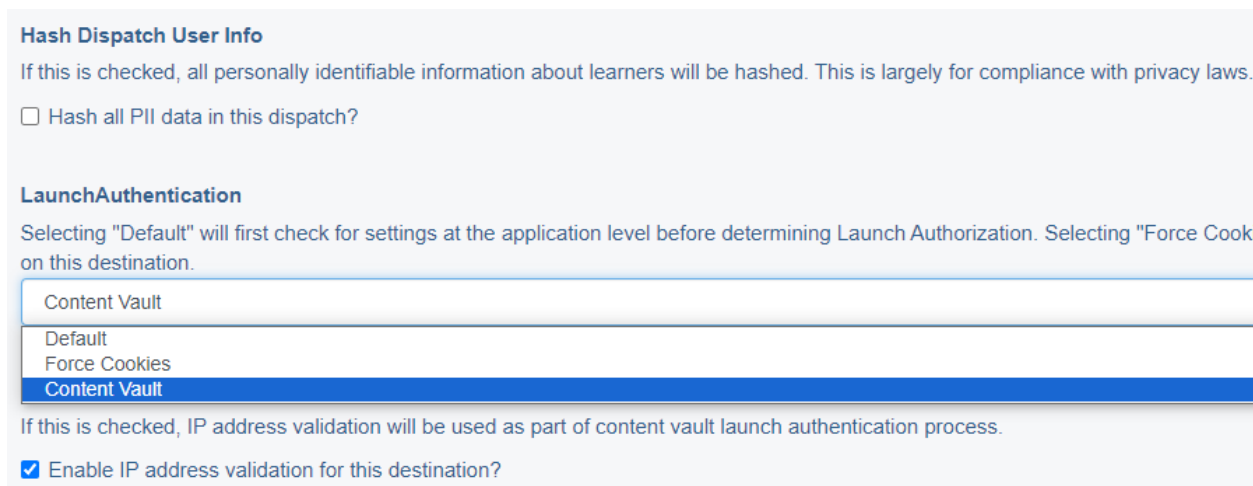 Hash Dispatch User Info
If this is checked, all personally identifiable information about learners will be hashed. This is largely for compliance with privacy laws.
Hash all PII data in this dispatch?
LaunchAuthentication
Selecting "Default" will first check for settings at the application level before determining Launch Authorization. Selecting "Force Cook
on this destination.
Content Vault
Default
Force Cookies
Content Vault
If this is checked, IP address validation will be used as part of content vault launch authentication process.
Enable IP address validation for this destination?